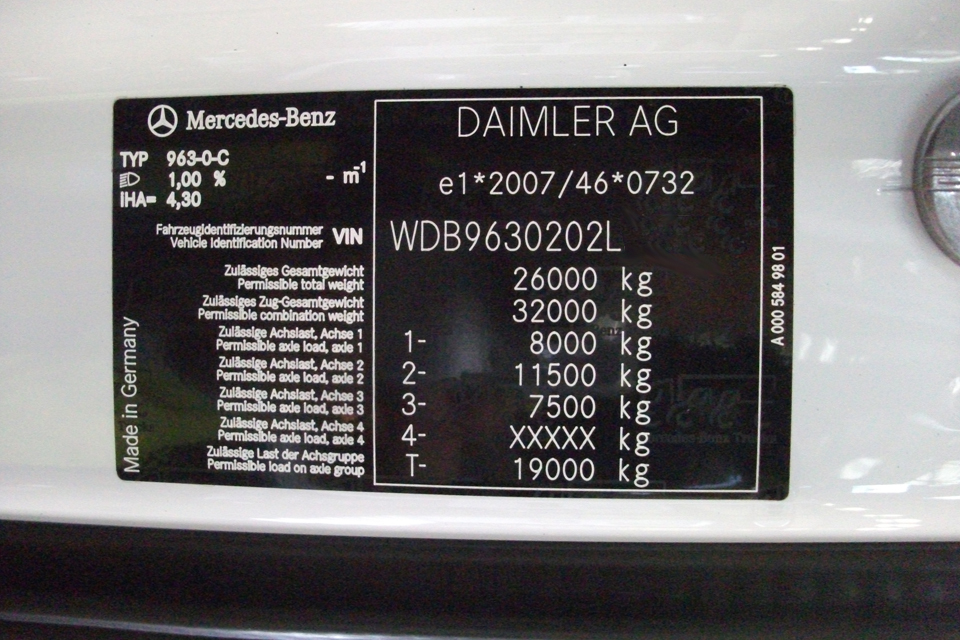 Mercedes-Benz
TYP 963-0-C
1,00 % - m-1
IHA= 4,30
Fahrzeugidentifizierungsnummer
Vehicle Identification Number VIN
Zulässiges Gesamtgewicht
Permissible total weight
Zulässiges Zug-Gesamtgewicht
Permissible combination weight
Zulässige Achslast, Achse 1
Permissible axle load, axle 1
Zulässige Achslast, Achse 2
Permissible axle load, axle 2
Zulässige Achslast, Achse 3
Permissible axle load, axle 3
Zulässige Achslast, Achse 4
Permissible axle load, axle 4
Zulässige Last der Achsgruppe
Permissible load on axle group
Made in Germany
DAIMLER AG
e1*2007/46*0732
WDB9630202L
26000 kg
32000 kg
1- 8000 kg
2- 11500 kg
3- 7500 kg
4- XXXXX kg
T- 19000 kg
A 000 584 98 01